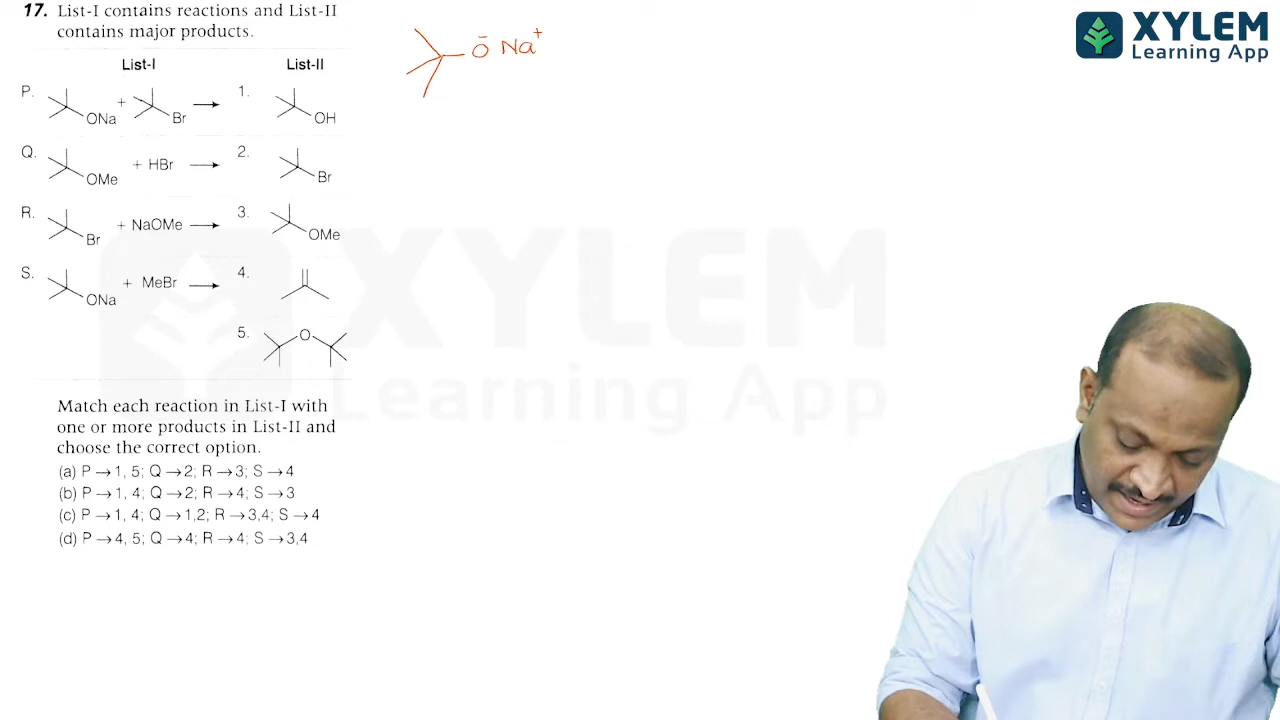 17. List-I contains reactions and List-II
contains major products.
List-I List-II
P. ONa + Br 1. OH
Q. OMe + HBr 2. Br
R. Br + NaOMe 3. OMe
S. ONa + MeBr 4.
5. O
Match each reaction in List-I with
one or more products in List-II and
choose the correct option.
(a) P → 1, 5; Q → 2; R → 3; S → 4
(b) P → 1, 4; Q → 2; R → 4; S → 3
(c) P → 1, 4; Q → 1,2; R → 3,4; S → 4
(d) P → 4, 5; Q → 4; R → 4; S → 3,4
Ō Na+
XYLEM
Learning App
XYLEM
Learning App